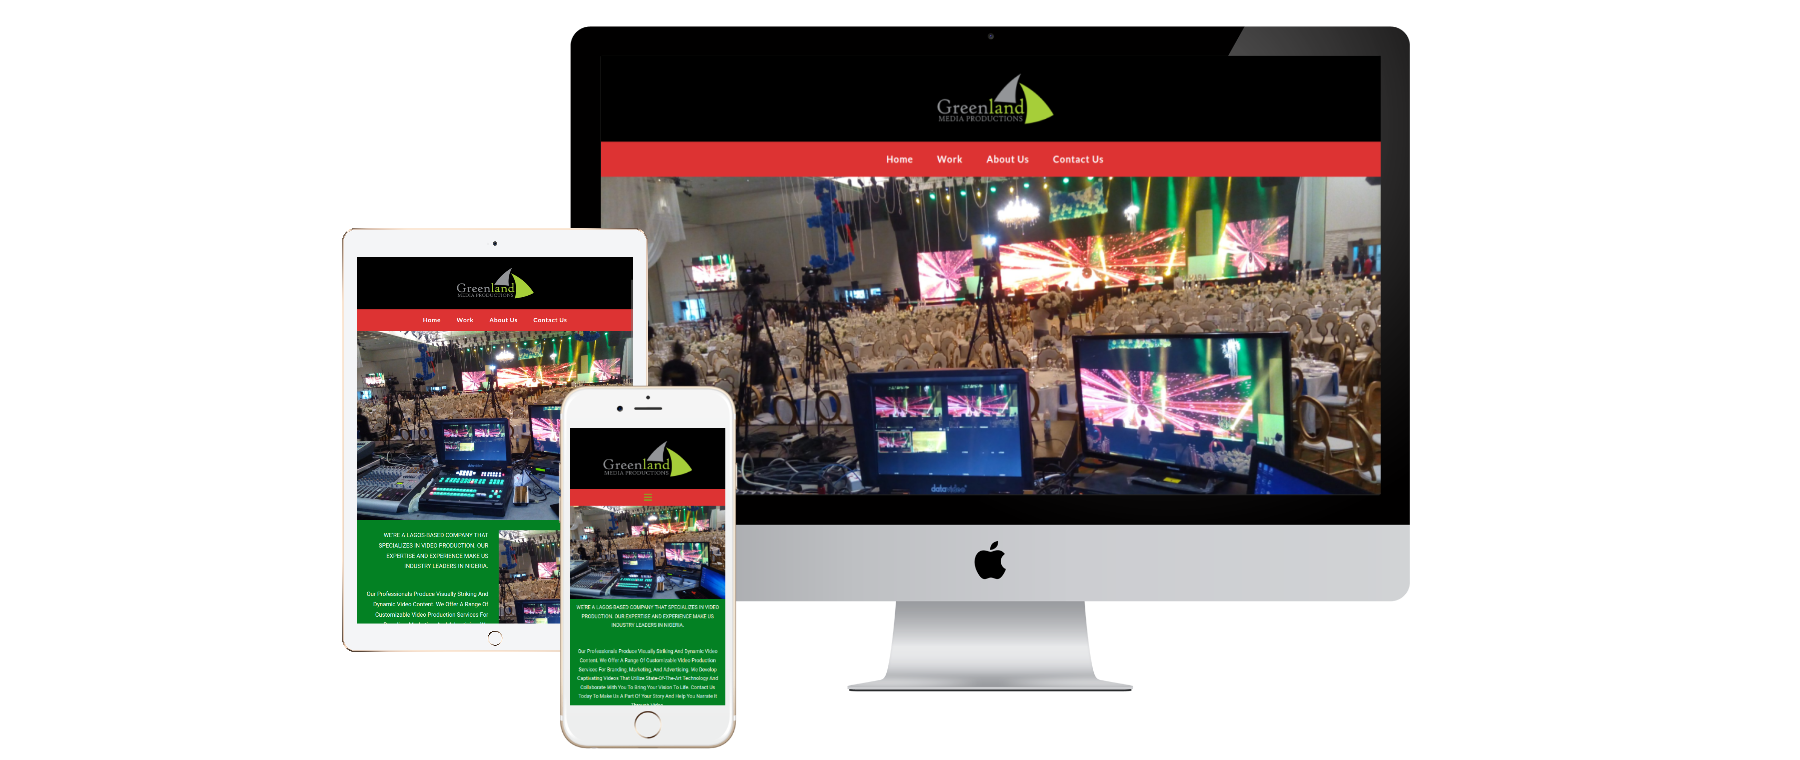 Greenland
MEDIA PRODUCTIONS
Home Work About Us Contact Us
datavideo
Greenland
MEDIA PRODUCTIONS
Home Work About Us Contact Us
WE'RE A LAGOS-BASED COMPANY THAT
SPECIALIZES IN VIDEO PRODUCTION. OUR
EXPERTISE AND EXPERIENCE MAKE US
INDUSTRY LEADERS IN NIGERIA.
Our Professionals Produce Visually Striking And
Dynamic Video Content. We Offer A Range Of
Customizable Video Production Services For
Greenland
MEDIA PRODUCTIONS
WE'RE A LAGOS-BASED COMPANY THAT SPECIALIZES IN VIDEO
PRODUCTION. OUR EXPERTISE AND EXPERIENCE MAKE US
INDUSTRY LEADERS IN NIGERIA.
Our Professionals Produce Visually Striking And Dynamic Video
Content. We Offer A Range Of Customizable Video Production
Services For Branding, Marketing, And Advertising. We Develop
Captivating Videos That Utilize State-Of-The-Art Technology And
Collaborate With You To Bring Your Vision To Life. Contact Us
Today To Make Us A Part Of Your Story And Help You Narrate It
Through Video